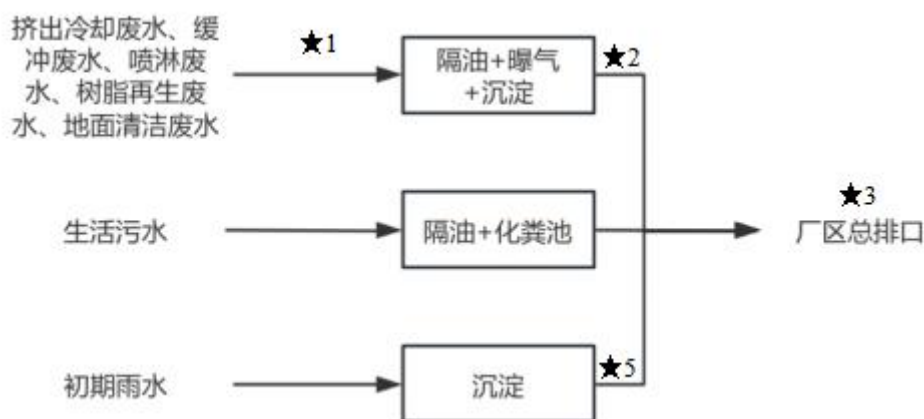 挤出冷却废水、缓
冲废水、喷淋废
水、树脂再生废
水、地面清洁废水
★1
隔油+曝气
+沉淀
★2
生活污水
隔油+化粪池
★3
厂区总排口
初期雨水
沉淀
★5